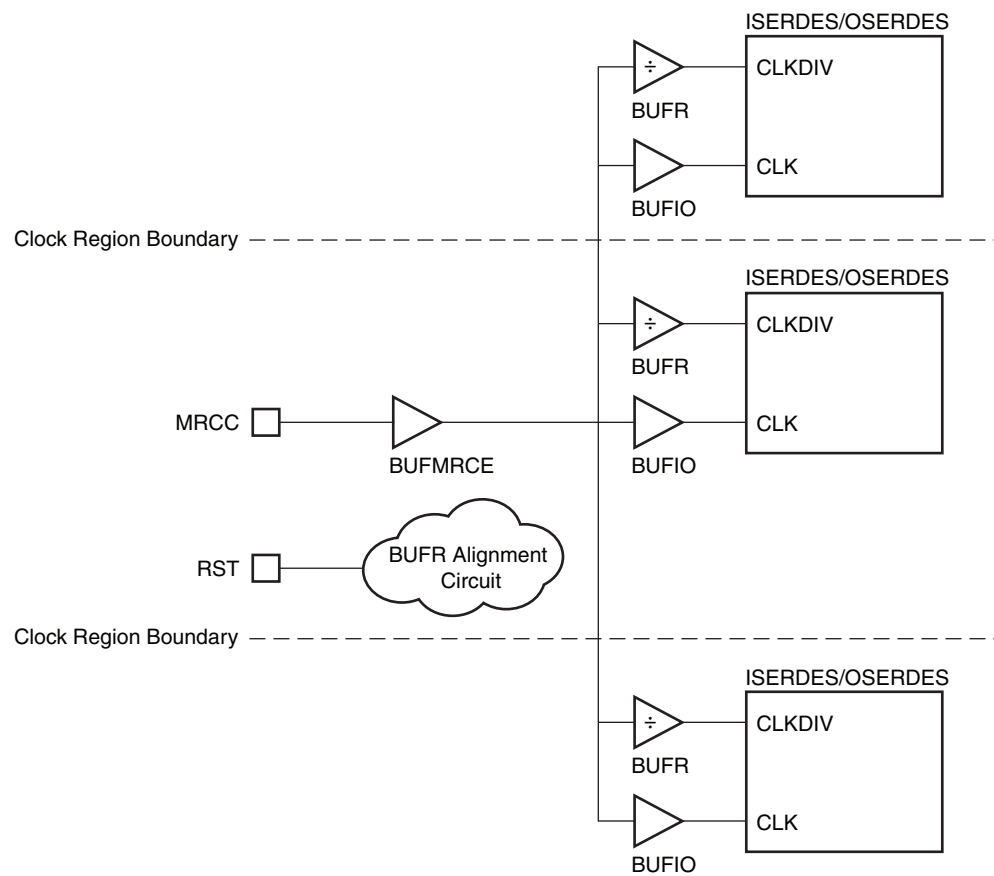 ISERDES/OSERDES
÷
CLKDIV
BUFR
CLK
BUFIO
Clock Region Boundary
ISERDES/OSERDES
÷
CLKDIV
BUFR
MRCC
CLK
BUFMRCE
BUFIO
RST
BUFR Alignment
Circuit
Clock Region Boundary
ISERDES/OSERDES
÷
CLKDIV
BUFR
CLK
BUFIO